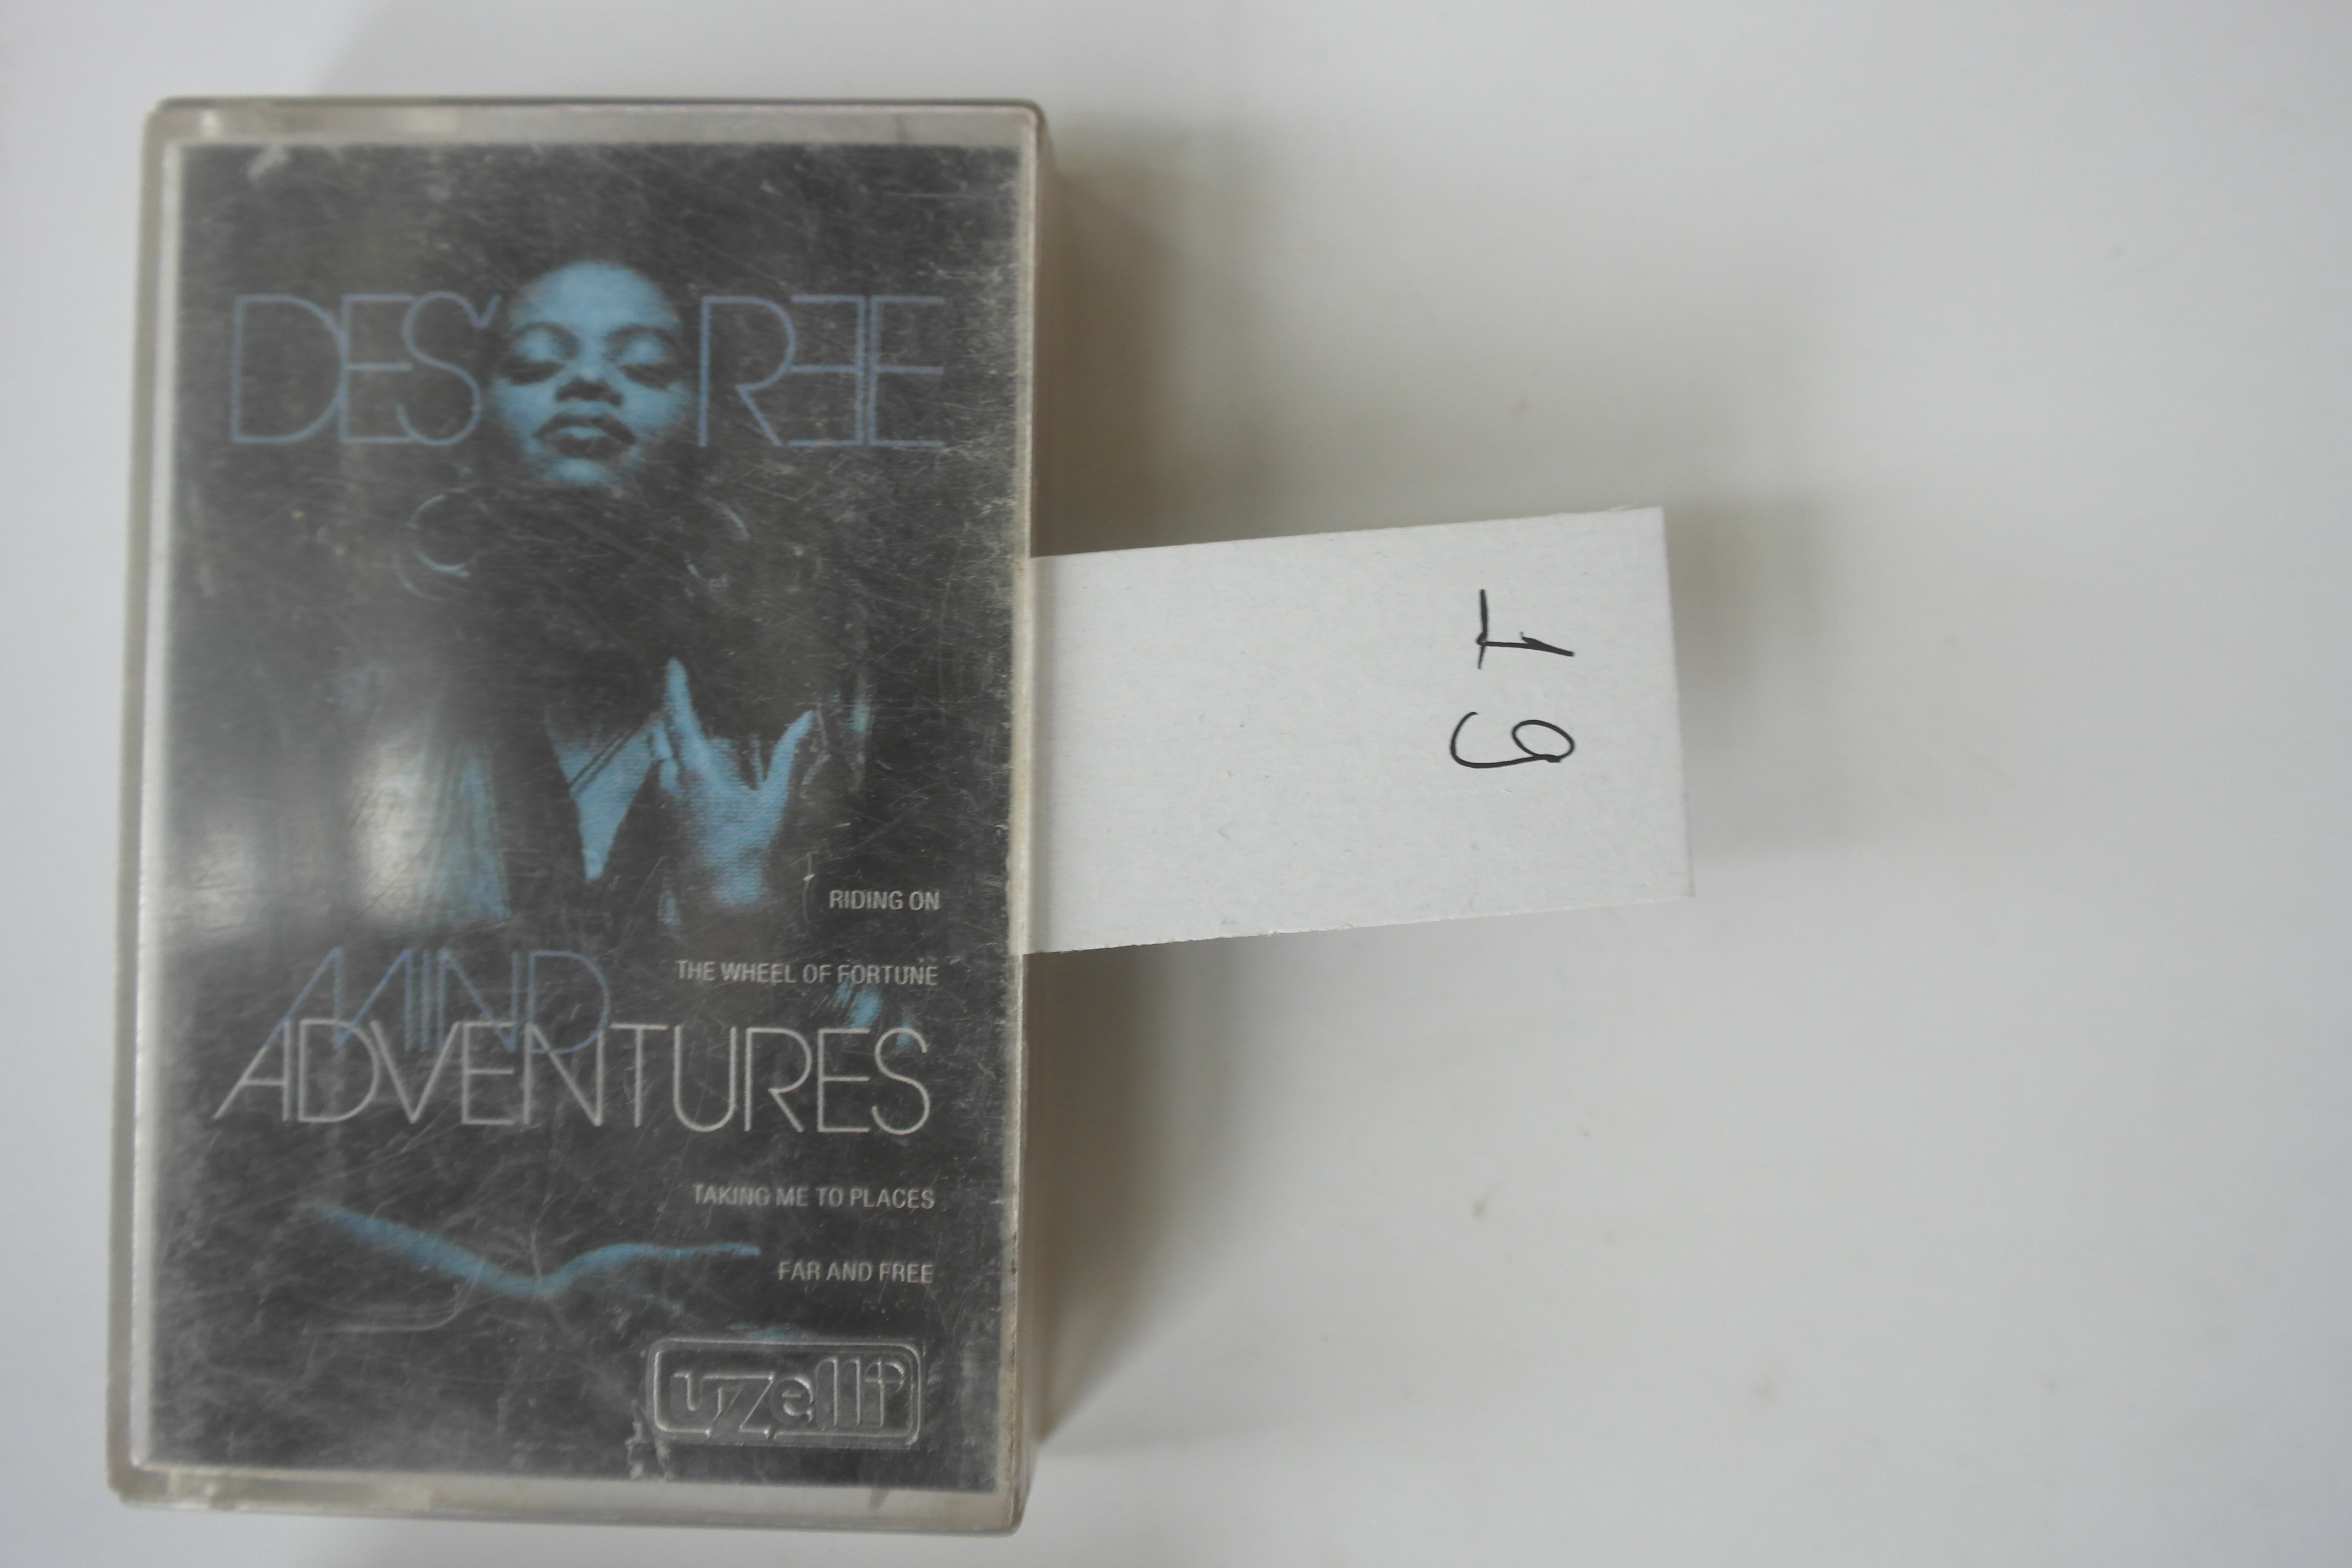 DES'REE
RIDING ON
THE WHEEL OF FORTUNE
MIND
ADVENTURES
TAKING ME TO PLACES
FAR AND FREE
uzelli
19